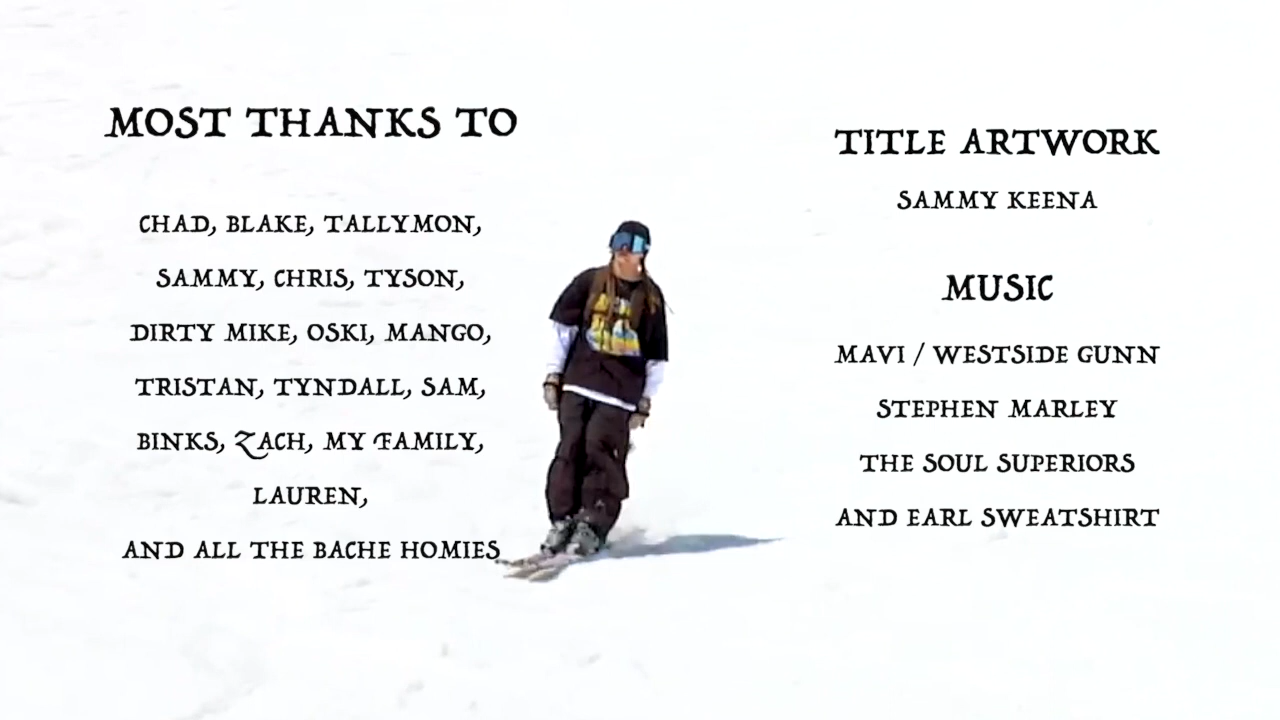 MOST THANKS TO
CHAD, BLAKE, TALLYMON,
SAMMY, CHRIS, TYSON,
DIRTY MIKE, OSKI, MANGO,
TRISTAN, TYNDALL, SAM,
BINKS, ZACH, MY FAMILY,
LAUREN,
AND ALL THE BACHE HOMIES
TITLE ARTWORK
SAMMY KEENA
MUSIC
MAVI / WESTSIDE GUNN
STEPHEN MARLEY
THE SOUL SUPERIORS
AND EARL SWEATSHIRT